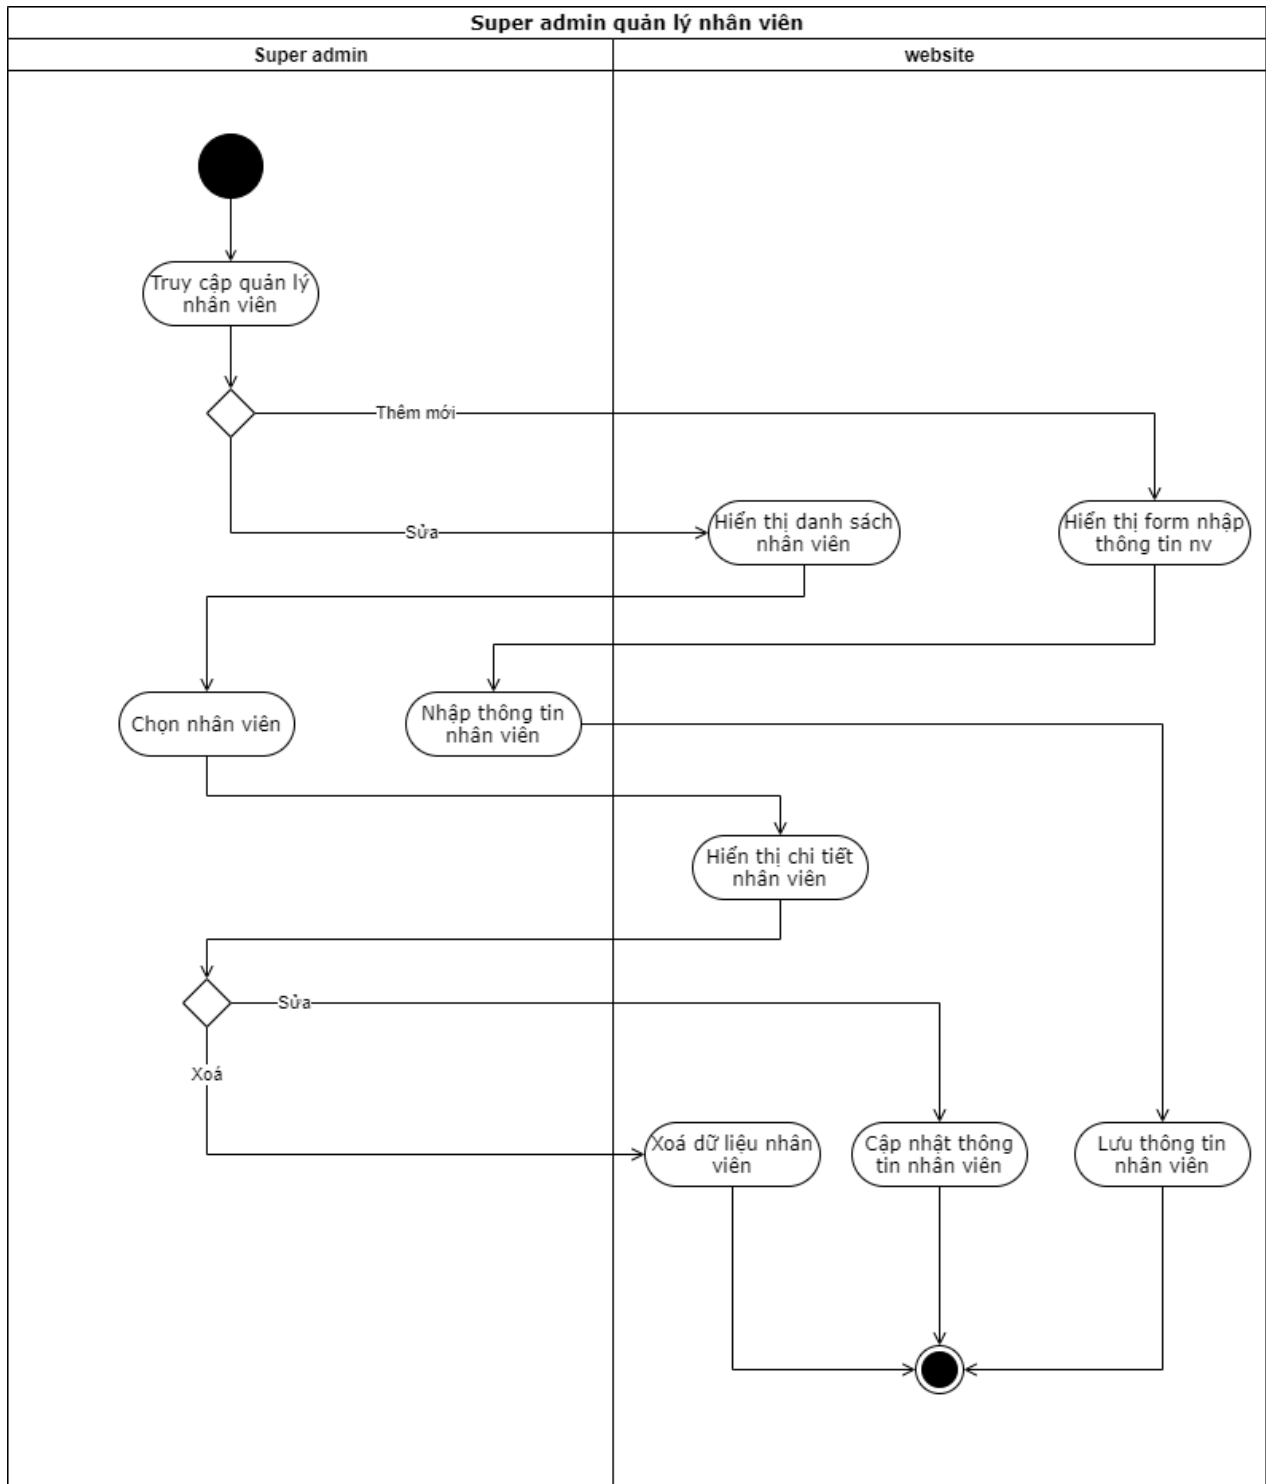 Super admin quản lý nhân viên
Super admin
website
Truy cập quản lý
nhân viên
Thêm mới
Sửa
Hiển thị danh sách
nhân viên
Hiển thị form nhập
thông tin nv
Chọn nhân viên
Nhập thông tin
nhân viên
Hiển thị chi tiết
nhân viên
Sửa
Xoá
Xoá dữ liệu nhân
viên
Cập nhật thông
tin nhân viên
Lưu thông tin
nhân viên